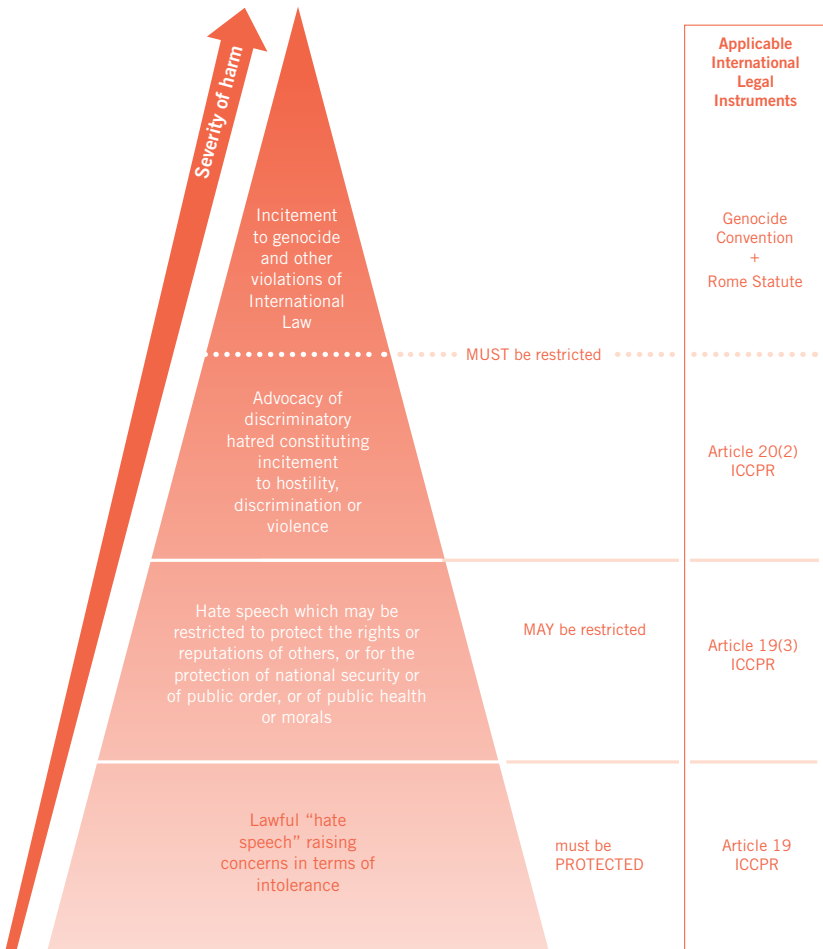 Severity of harm
Applicable
International
Legal
Instruments
Incitement
to genocide
and other
violations of
International
Law
Genocide
Convention
+
Rome Statute
MUST be restricted
Advocacy of
discriminatory
hatred constituting
incitement
to hostility,
discrimination or
violence
Article 20(2)
ICCPR
Hate speech which may be
restricted to protect the rights or
reputations of others, or for the
protection of national security or
of public order, or of public health
or morals
MAY be restricted
Article 19(3)
ICCPR
Lawful “hate
speech” raising
concerns in terms of
intolerance
must be
PROTECTED
Article 19
ICCPR